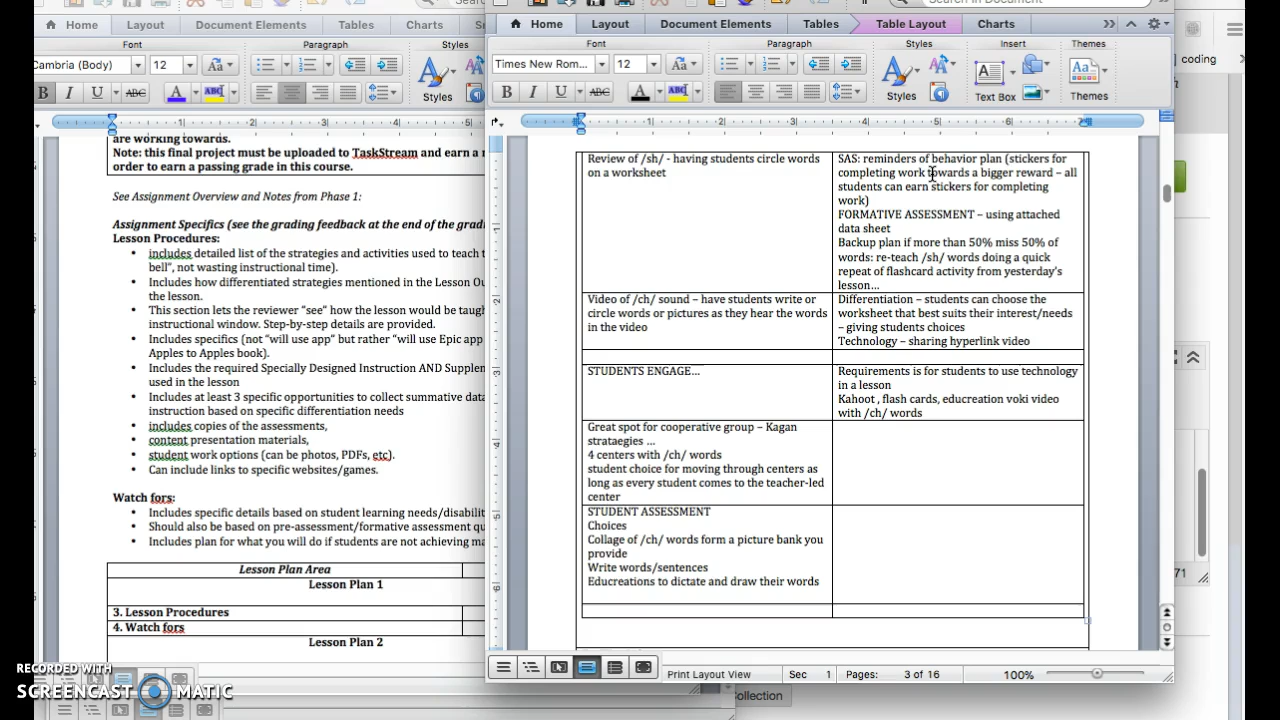 Search
Search in Document
Home
Layout
Document Elements
Tables
Charts
Home
Layout
Document Elements
Tables
Table Layout
Charts
Font
Paragraph
Styles
Font
Paragraph
Styles
Insert
Themes
Cambria (Body)
12
Aa
Times New Rom...
12
Aa
B I U ABC A ABC
Styles
B I U ABC A ABC
Styles
Text Box
Themes
coding
are working towards.
Note: this final project must be uploaded to TaskStream and earn a
order to earn a passing grade in this course.
See Assignment Overview and Notes from Phase 1:
Assignment Specifics (see the grading feedback at the end of the
Lesson Procedures:
• includes detailed list of the strategies and activities used to teach
bell", not wasting instructional time).
• Includes how differentiated strategies mentioned in the Lesson
the lesson.
• This section lets the reviewer "see" how the lesson would be
instructional window. Step-by-step details are provided.
• Includes specifics (not "will use app" but rather "will use Epic app
Apples to Apples book).
• Includes the required Specially Designed Instruction AND
used in the lesson
• Includes at least 3 specific opportunities to collect summative
instruction based on specific differentiation needs
• includes copies of the assessments,
• content presentation materials,
• student work options (can be photos, PDFs, etc).
• Can include links to specific websites/games.
Watch fors:
• Includes specific details based on student learning
• Should also be based on pre-assessment/formative assessment
• Includes plan for what you will do if students are not achieving
Lesson Plan Area
Lesson Plan 1
3. Lesson Procedures
4. Watch fors
Lesson Plan 2
Review of /sh/ - having students circle words
on a worksheet
SAS: reminders of behavior plan (stickers for
completing work towards a bigger reward – all
students can earn stickers for completing
work)
FORMATIVE ASSESSMENT – using attached
data sheet
Backup plan if more than 50% miss 50% of
words: re-teach /sh/ words doing a quick
repeat of flashcard activity from yesterday's
lesson…
Video of /ch/ sound – have students write or
circle words or pictures as they hear the words
in the video
Differentiation – students can choose the
worksheet that best suits their interest/needs
– giving students choices
Technology – sharing hyperlink video
STUDENTS ENGAGE…
Requirements is for students to use technology
in a lesson
Kahoot , flash cards, educreation voki video
with /ch/ words
Great spot for cooperative group – Kagan
strataegies …
4 centers with /ch/ words
student choice for moving through centers as
long as every student comes to the teacher-led
center
STUDENT ASSESSMENT
Choices
Collage of /ch/ words form a picture bank you
provide
Write words/sentences
Educreations to dictate and draw their words
71
Print Layout View
Sec 1
Pages: 3 of 16
100%
Collection
RECORDED WITH
SCREENCAST MATIC